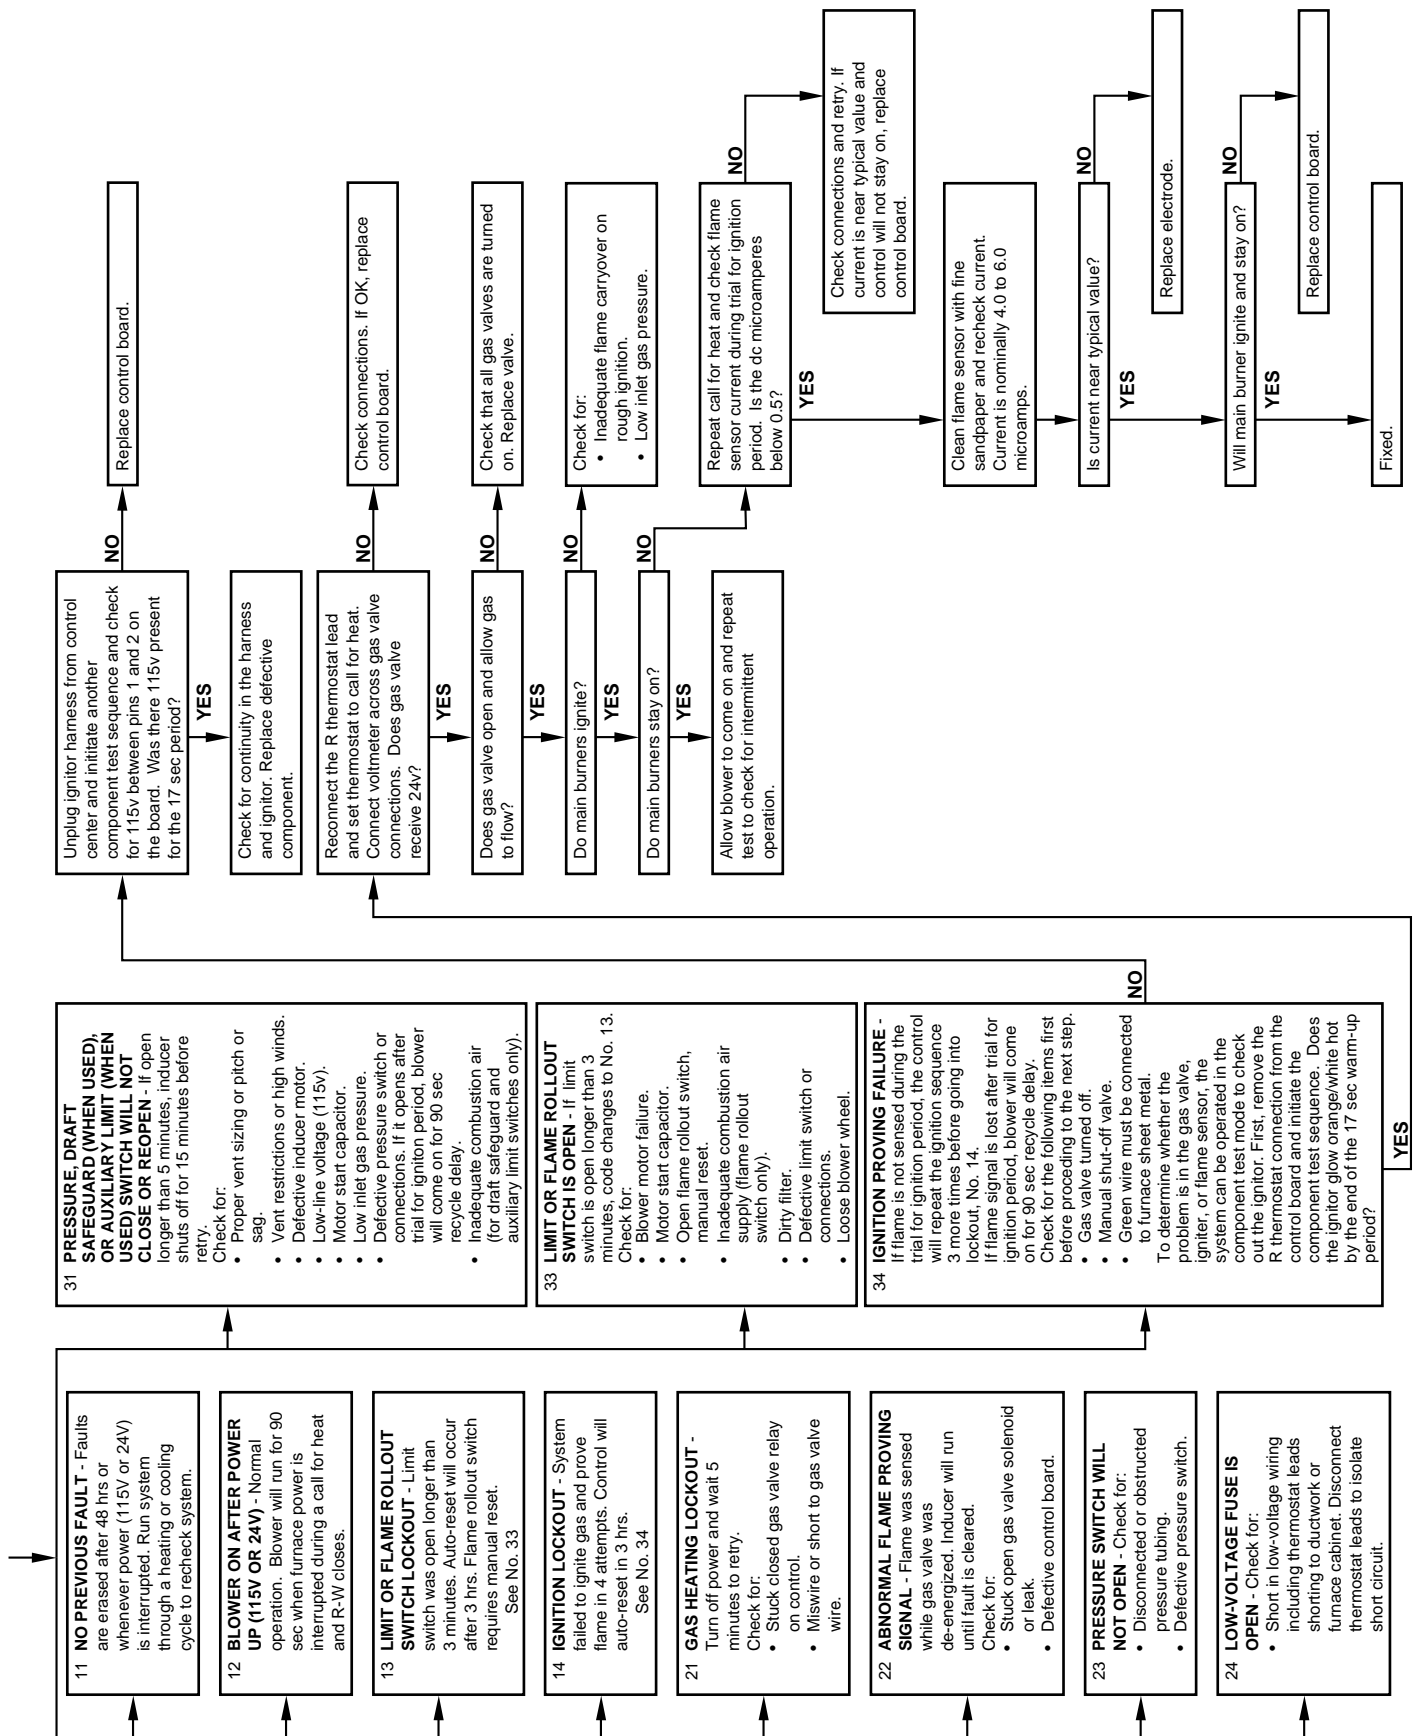 11 NO PREVIOUS FAULT - Faults
are erased after 48 hrs or
whenever power (115V or 24V)
is interrupted. Run system
through a heating or cooling
cycle to recheck system.
12 BLOWER ON AFTER POWER
UP (115V OR 24V) - Normal
operation. Blower will run for 90
sec when furnace power is
interrupted during a call for heat
and R-W closes.
13 LIMIT OR FLAME ROLLOUT
SWITCH LOCKOUT - Limit
switch was open longer than
3 minutes. Auto-reset will occur
after 3 hrs. Flame rollout switch
requires manual reset.
See No. 33
14 IGNITION LOCKOUT - System
failed to ignite gas and prove
flame in 4 attempts. Control will
auto-reset in 3 hrs.
See No. 34
21 GAS HEATING LOCKOUT -
Turn off power and wait 5
minutes to retry.
Check for:
• Stuck closed gas valve relay
on control.
• Miswire or short to gas valve
wire.
22 ABNORMAL FLAME PROVING
SIGNAL - Flame was sensed
while gas valve was
de-energized. Inducer will run
until fault is cleared.
Check for:
• Stuck open gas valve solenoid
or leak.
• Defective control board.
23 PRESSURE SWITCH WILL
NOT OPEN - Check for:
• Disconnected or obstructed
pressure tubing.
• Defective pressure switch.
24 LOW-VOLTAGE FUSE IS
OPEN - Check for:
• Short in low-voltage wiring
including thermostat leads
shorting to ductwork or
furnace cabinet. Disconnect
thermostat leads to isolate
short circuit.
31 PRESSURE, DRAFT
SAFEGUARD (WHEN USED),
OR AUXILIARY LIMIT (WHEN
USED) SWITCH WILL NOT
CLOSE OR REOPEN - If open
longer than 5 minutes, inducer
shuts off for 15 minutes before
retry.
Check for:
• Proper vent sizing or pitch or
sag.
• Vent restrictions or high winds.
• Defective inducer motor.
• Low-line voltage (115v).
• Motor start capacitor.
• Low inlet gas pressure.
• Defective pressure switch or
connections. If it opens after
trial for ignition period, blower
will come on for 90 sec
recycle delay.
• Inadequate combustion air
(for draft safeguard and
auxiliary limit switches only).
33 LIMIT OR FLAME ROLLOUT
SWITCH IS OPEN - If limit
switch is open longer than 3
minutes, code changes to No. 13.
Check for:
• Blower motor failure.
• Motor start capacitor.
• Open flame rollout switch,
manual reset.
• Inadequate combustion air
supply (flame rollout
switch only).
• Dirty filter.
• Defective limit switch or
connections.
• Loose blower wheel.
34 IGNITION PROVING FAILURE -
If flame is not sensed during the
trial for ignition period, the control
will repeat the ignition sequence
3 more times before going into
lockout, No. 14.
If flame signal is lost after trial for
ignition period, blower will come
on for 90 sec recycle delay.
Check for the following items first
before proceeding to the next step.
• Gas valve turned off.
• Manual shut-off valve.
• Green wire must be connected
to furnace sheet metal.
To determine whether the
problem is in the gas valve,
igniter, or flame sensor, the
system can be operated in the
component test mode to check
out the ignitor. First, remove the
R thermostat connection from the
control board and initiate the
component test sequence. Does
the ignitor glow orange/white hot
by the end of the 17 sec warm-up
period?
NO
YES
Unplug ignitor harness from control
center and inititate another
component test sequence and check
for 115v between pins 1 and 2 on
the board. Was there 115v present
for the 17 sec period?
NO
Replace control board.
YES
Check for continuity in the harness
and ignitor. Replace defective
component.
Reconnect the R thermostat lead
and set thermostat to call for heat.
Connect voltmeter across gas valve
connections. Does gas valve
receive 24v?
NO
Check connections. If OK, replace
control board.
YES
Does gas valve open and allow gas
to flow?
NO
Check that all gas valves are turned
on. Replace valve.
YES
Do main burners ignite?
NO
Check for:
• Inadequate flame carryover on
rough ignition.
• Low inlet gas pressure.
YES
Do main burners stay on?
NO
Repeat call for heat and check flame
sensor current during trial for ignition
period. Is the dc microamperes
below 0.5?
NO
Check connections and retry. If
current is near typical value and
control will not stay on, replace
control board.
YES
Allow blower to come on and repeat
test to check for intermittent
operation.
YES
Clean flame sensor with fine
sandpaper and recheck current.
Current is nominally 4.0 to 6.0
microamps.
Is current near typical value?
NO
Replace electrode.
YES
Will main burner ignite and stay on?
NO
Replace control board.
YES
Fixed.